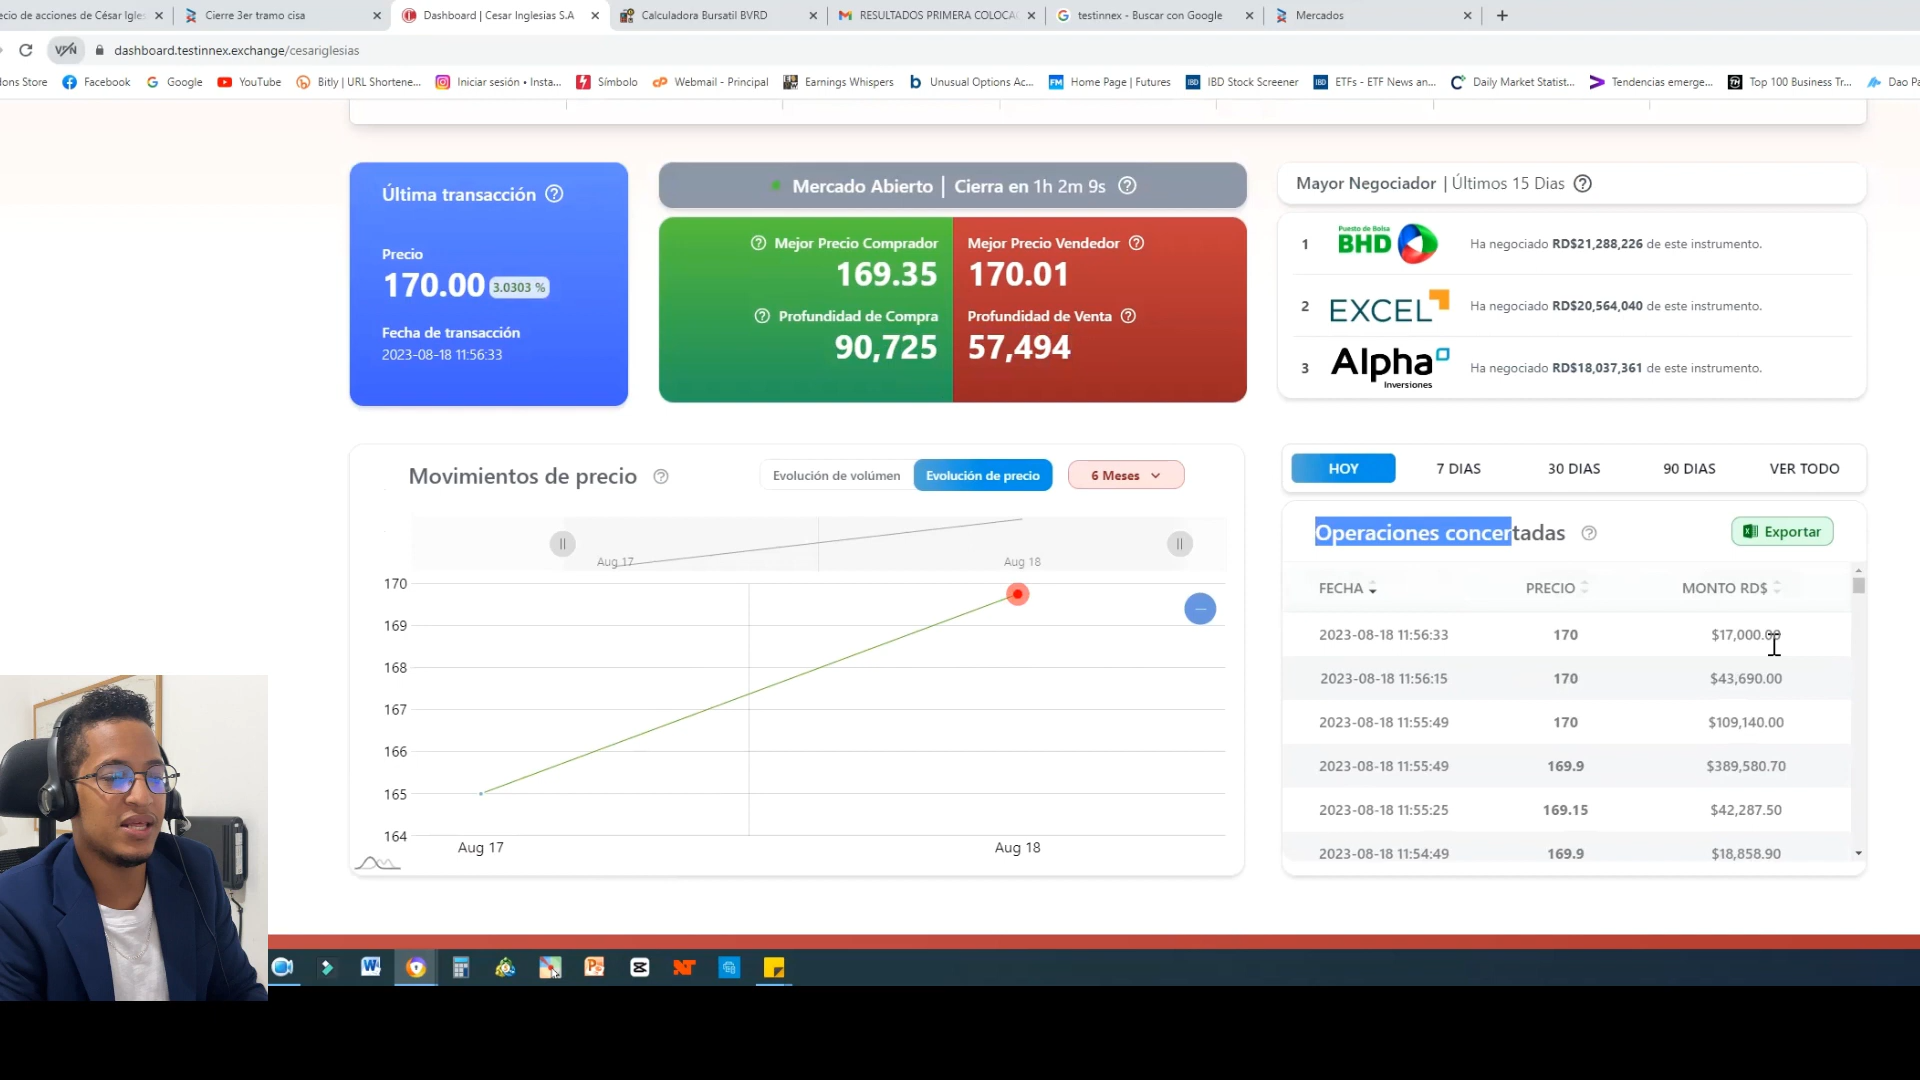 ecio de acciones de César Igles
Cierre 3er tramo cisa
Dashboard | Cesar Inglesias S.A
Calculadora Bursatil BVRD
RESULTADOS PRIMERA COLOCA
testinnex - Buscar con Google
Mercados
VPN
dashboard.testinnex.exchange/cesariglesias
dons Store
Facebook
Google
YouTube
Bitly | URL Shortene...
Iniciar sesión • Insta...
Símbolo
Webmail - Principal
Earnings Whispers
Unusual Options Ac...
Home Page | Futures
IBD Stock Screener
ETFs - ETF News an...
Daily Market Statist...
Tendencias emerge...
Top 100 Business Tr...
Dao Pa
Última transacción
Precio
170.00 3.0303 %
Fecha de transacción
2023-08-18 11:56:33
Mercado Abierto | Cierra en 1h 2m 9s
Mejor Precio Comprador
169.35
Profundidad de Compra
90,725
Mejor Precio Vendedor
170.01
Profundidad de Venta
57,494
Mayor Negociador | Últimos 15 Dias
1 Puesto de Bolsa BHD Ha negociado RD$21,288,226 de este instrumento.
2 EXCEL Ha negociado RD$20,564,040 de este instrumento.
3 Alpha Inversiones Ha negociado RD$18,037,361 de este instrumento.
Movimientos de precio
Evolución de volúmen
Evolución de precio
6 Meses
Aug 17
Aug 18
170
169
168
167
166
165
164
Aug 17
Aug 18
HOY
7 DIAS
30 DIAS
90 DIAS
VER TODO
Operaciones concertadas
Exportar
FECHA PRECIO MONTO RD$
2023-08-18 11:56:33 170 $17,000.00
2023-08-18 11:56:15 170 $43,690.00
2023-08-18 11:55:49 170 $109,140.00
2023-08-18 11:55:49 169.9 $389,580.70
2023-08-18 11:55:25 169.15 $42,287.50
2023-08-18 11:54:49 169.9 $18,858.90